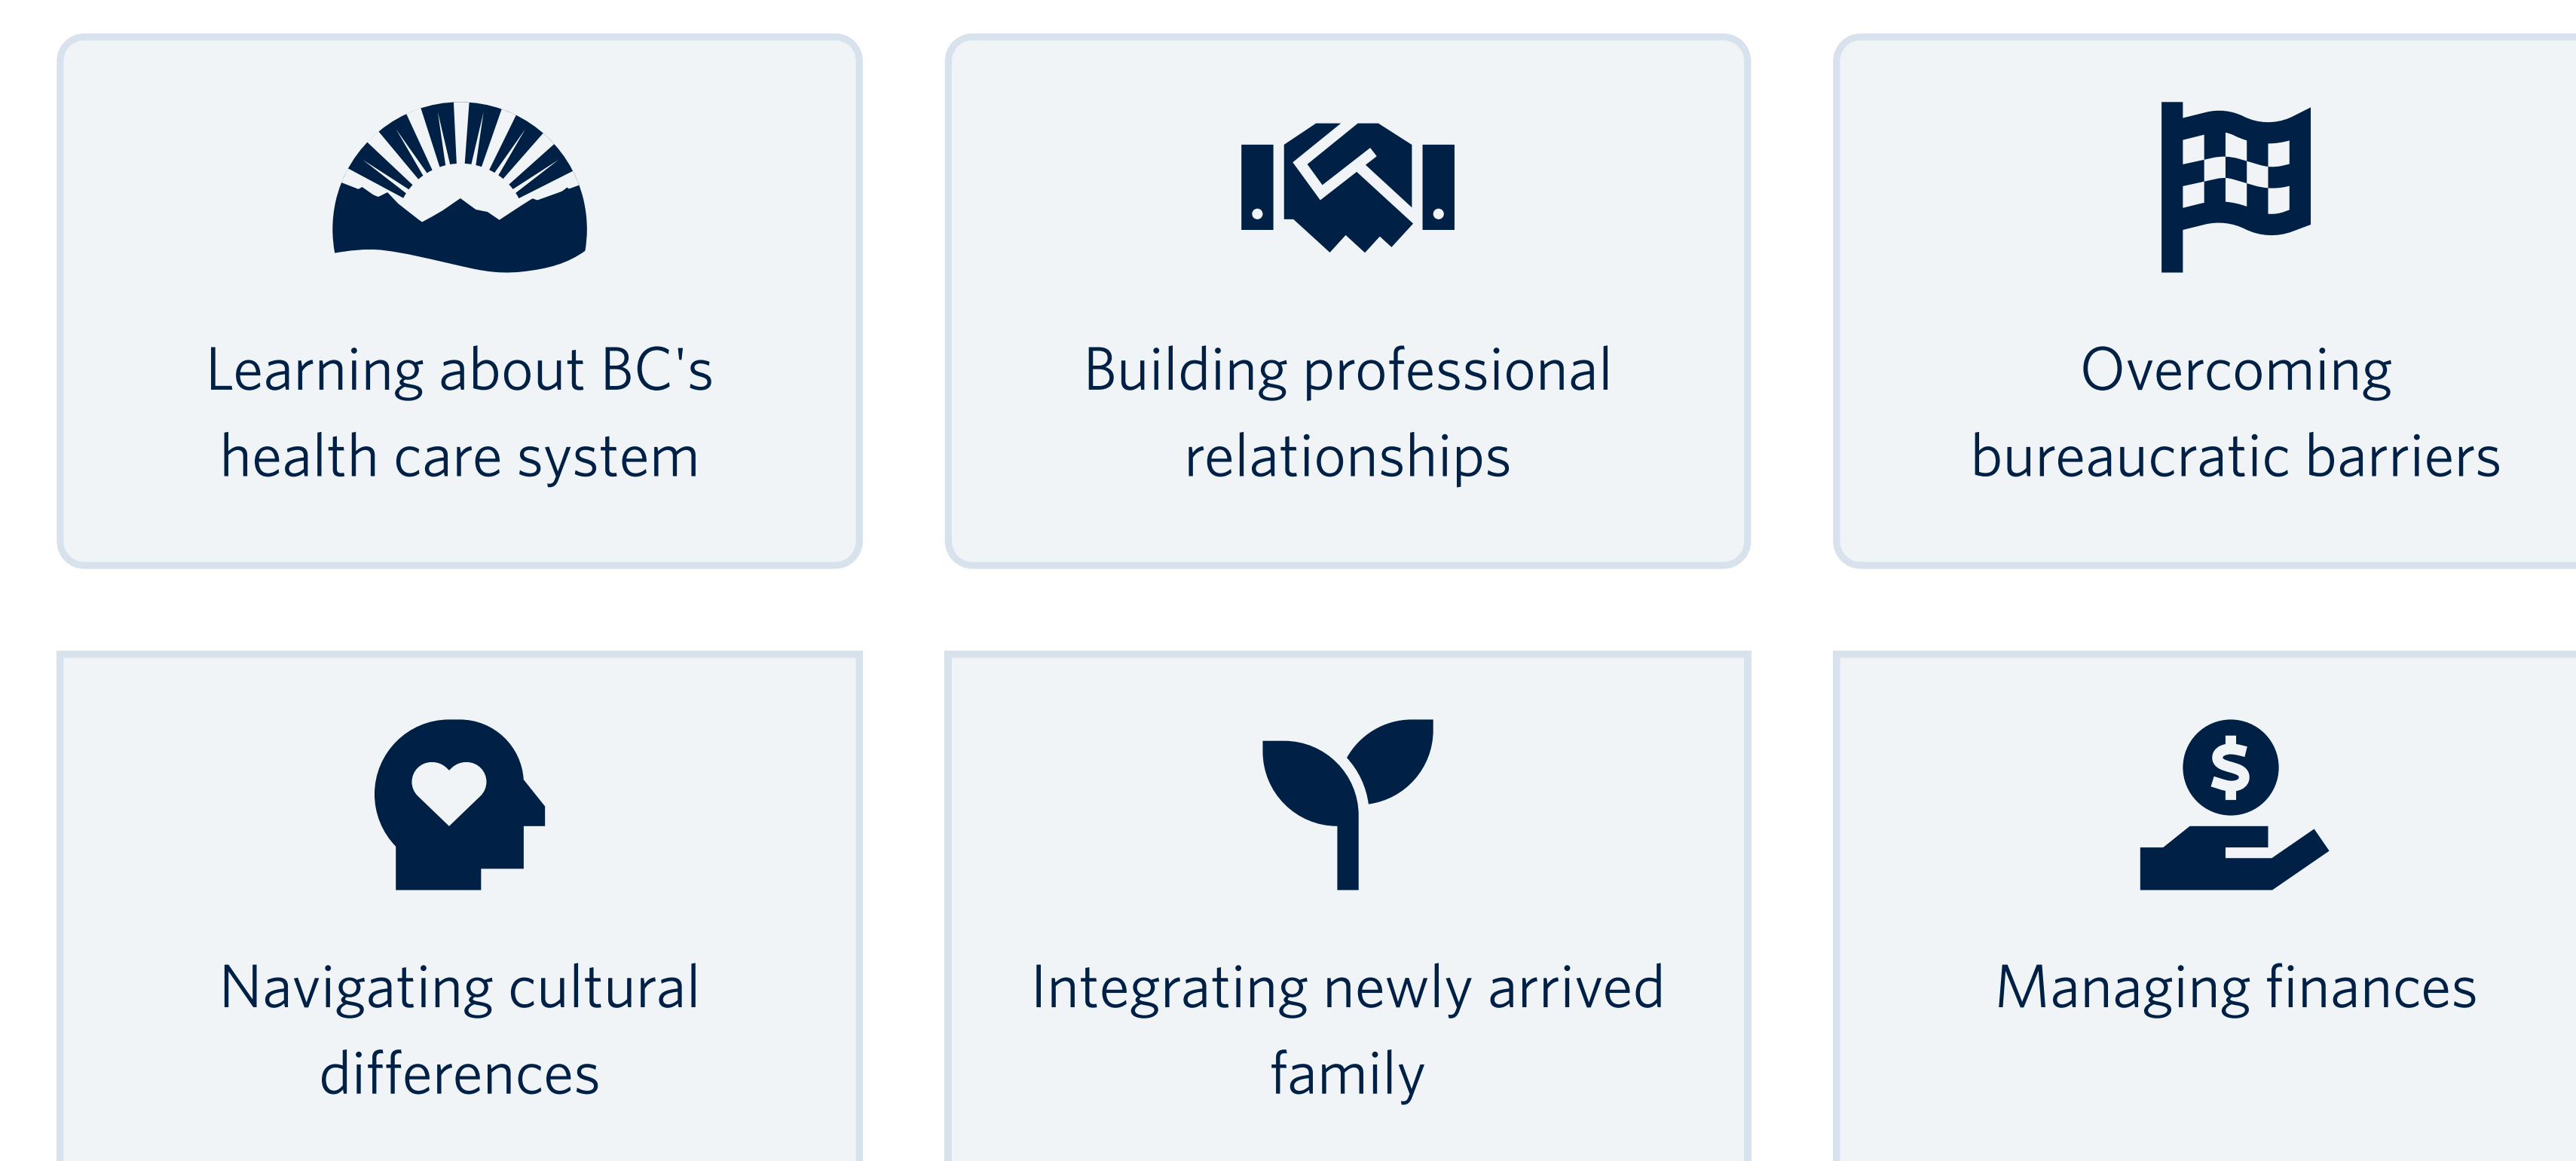 Learning about BC's
health care system
Building professional
relationships
Overcoming
bureaucratic barriers
Navigating cultural
differences
Integrating newly arrived
family
$
Managing finances